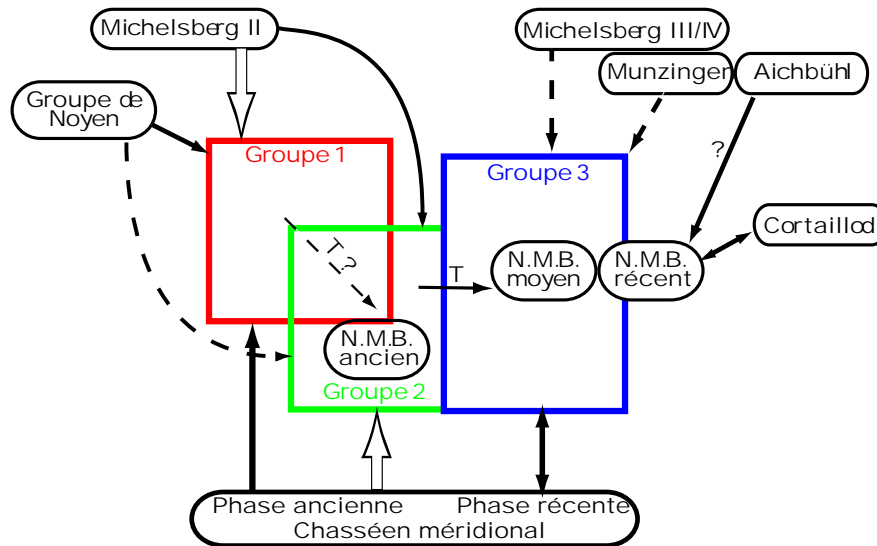 Michelsberg II
Michelsberg III/IV
Munzingen
Aichbühl
Groupe de
Noyen
Groupe 1
Groupe 3
?
Cortaillod
T ?
T
N.M.B.
moyen
N.M.B.
récent
N.M.B.
ancien
Groupe 2
Phase ancienne
Phase récente
Chasséen méridional